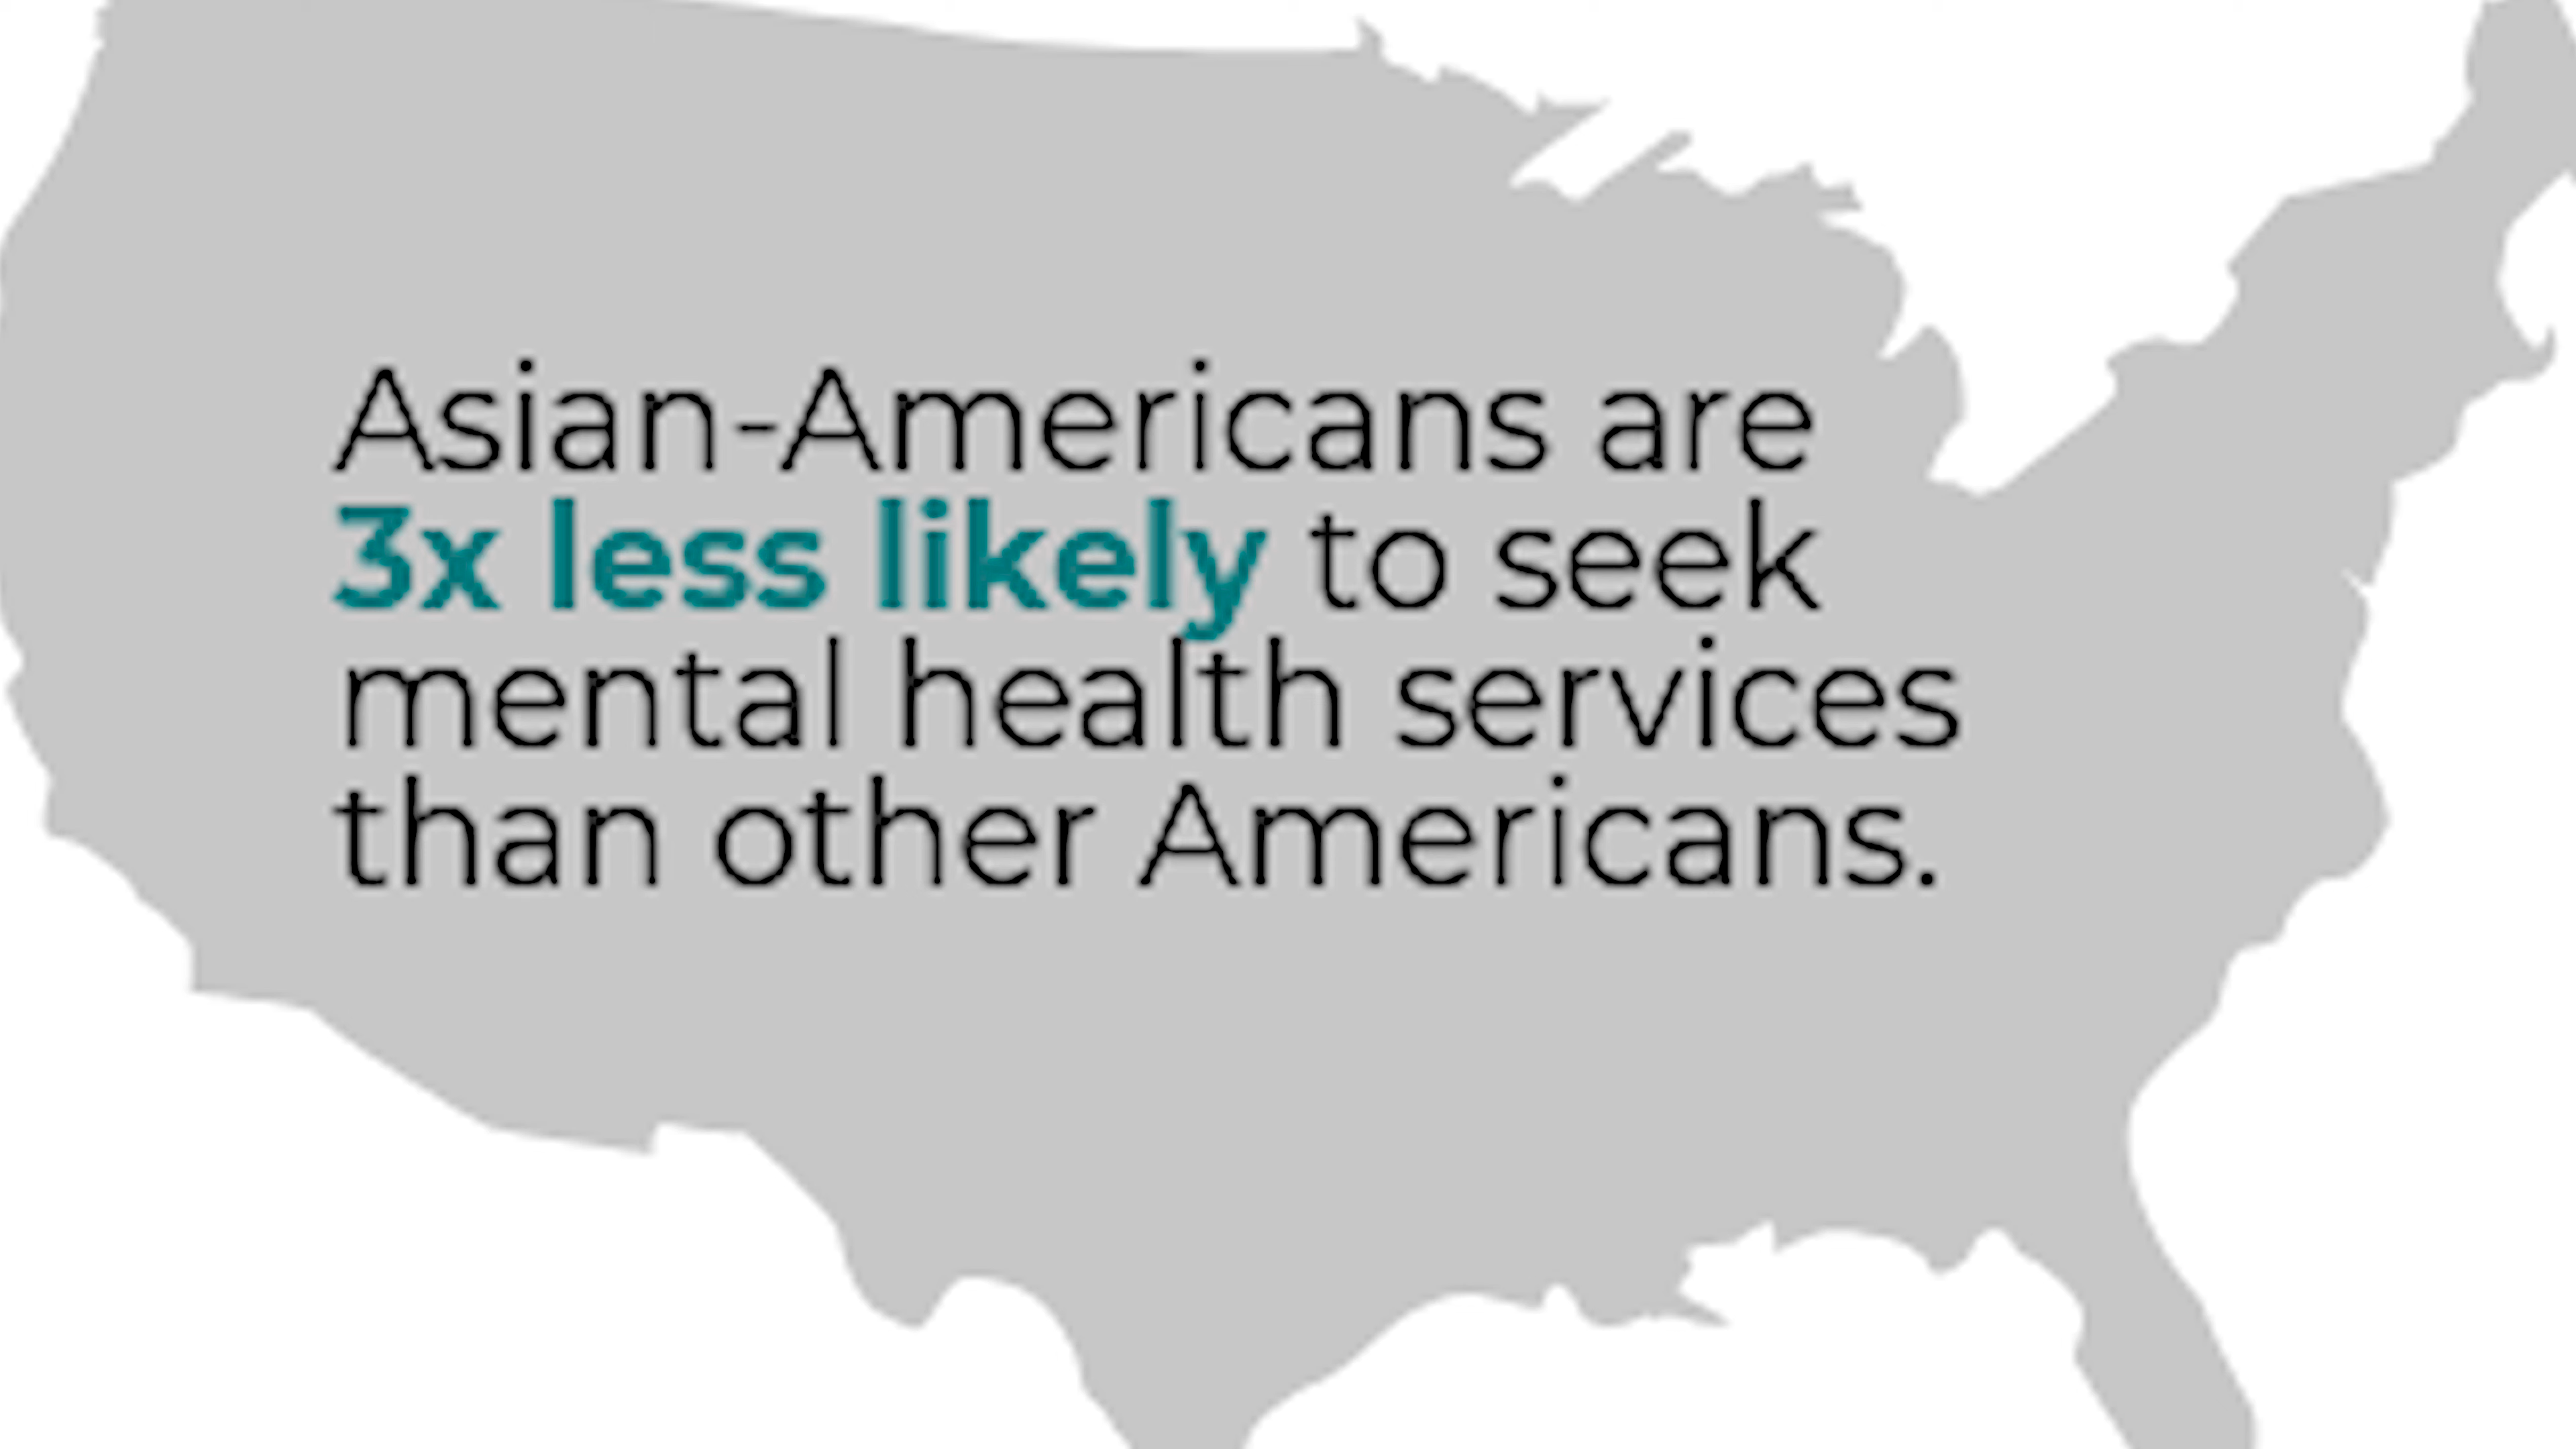 Asian-Americans are
3x less likely to seek
mental health services
than other Americans.